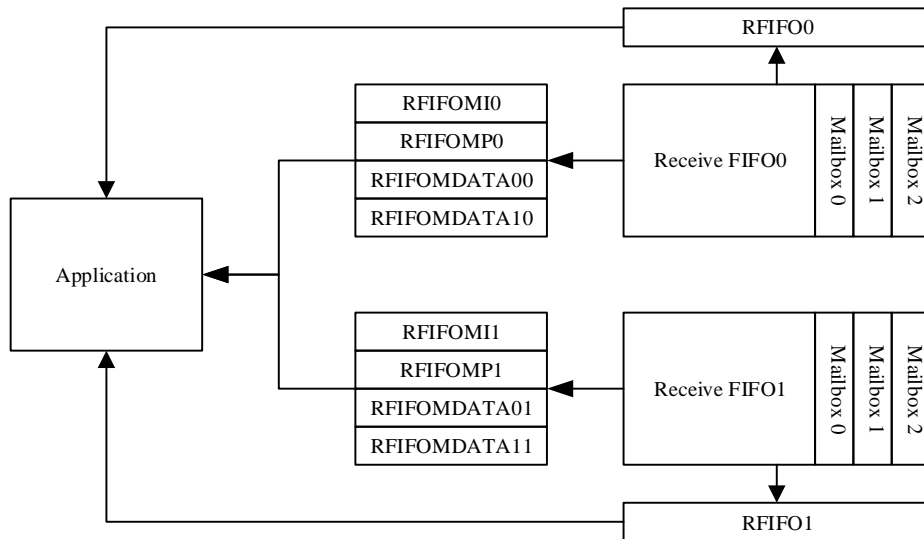 RFIFO0
RFIFOMI0
RFIFOMP0
RFIFOMDATA00
RFIFOMDATA10
Receive FIFO0
Mailbox 0
Mailbox 1
Mailbox 2
Application
RFIFOMI1
RFIFOMP1
RFIFOMDATA01
RFIFOMDATA11
Receive FIFO1
Mailbox 0
Mailbox 1
Mailbox 2
RFIFO1